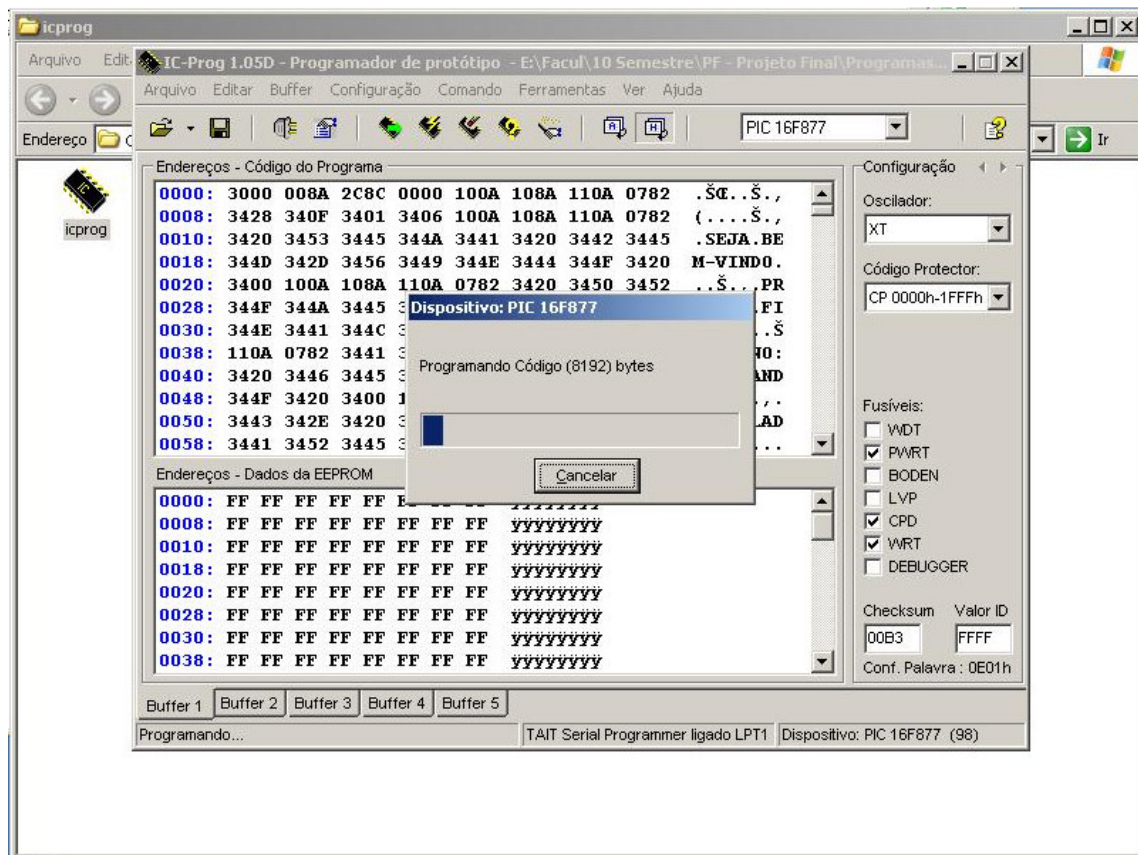 icprog
Arquivo Edit
IC-Prog 1.05D - Programador de protótipo - E:\Facul\10 Semestre\PF - Projeto Final\Programas...
Arquivo Editar Buffer Configuração Comando Ferramentas Ver Ajuda
PIC 16F877
Endereço
Ir
icprog
Endereços - Código do Programa
0000: 3000 008A 2C8C 0000 100A 108A 110A 0782 .ŠŒ..Š.‚
0008: 3428 340F 3401 3406 100A 108A 110A 0782 (....Š.‚
0010: 3420 3453 3445 344A 3441 3420 3442 3445 .SEJA.BE
0018: 344D 342D 3456 3449 344E 3444 344F 3420 M-VINDO.
0020: 3400 100A 108A 110A 0782 3420 3450 3452 ..Š.‚.PR
0028: 344F 344A 3445 .FI
0030: 344E 3441 344C ..Š
0038: 110A 0782 3441 NO:
0040: 3420 3446 3445 AND
0048: 344F 3420 3400
0050: 3443 342E 3420 LAD
0058: 3441 3452 3445 ...
Dispositivo: PIC 16F877
Programando Código (8192) bytes
Cancelar
Endereços - Dados da EEPROM
0000: FF FF FF FF FF ÿÿÿÿÿÿÿÿ
0008: FF FF FF FF FF FF FF FF ÿÿÿÿÿÿÿÿ
0010: FF FF FF FF FF FF FF FF ÿÿÿÿÿÿÿÿ
0018: FF FF FF FF FF FF FF FF ÿÿÿÿÿÿÿÿ
0020: FF FF FF FF FF FF FF FF ÿÿÿÿÿÿÿÿ
0028: FF FF FF FF FF FF FF FF ÿÿÿÿÿÿÿÿ
0030: FF FF FF FF FF FF FF FF ÿÿÿÿÿÿÿÿ
0038: FF FF FF FF FF FF FF FF ÿÿÿÿÿÿÿÿ
Configuração
Oscilador:
XT
Código Protector:
CP 0000h-1FFFh
Fusíveis:
WDT
PWRT
BODEN
LVP
CPD
WRT
DEBUGGER
Checksum Valor ID
00B3 FFFF
Conf. Palavra : 0E01h
Buffer 1 Buffer 2 Buffer 3 Buffer 4 Buffer 5
Programando... TAIT Serial Programmer ligado LPT1 Dispositivo: PIC 16F877 (98)